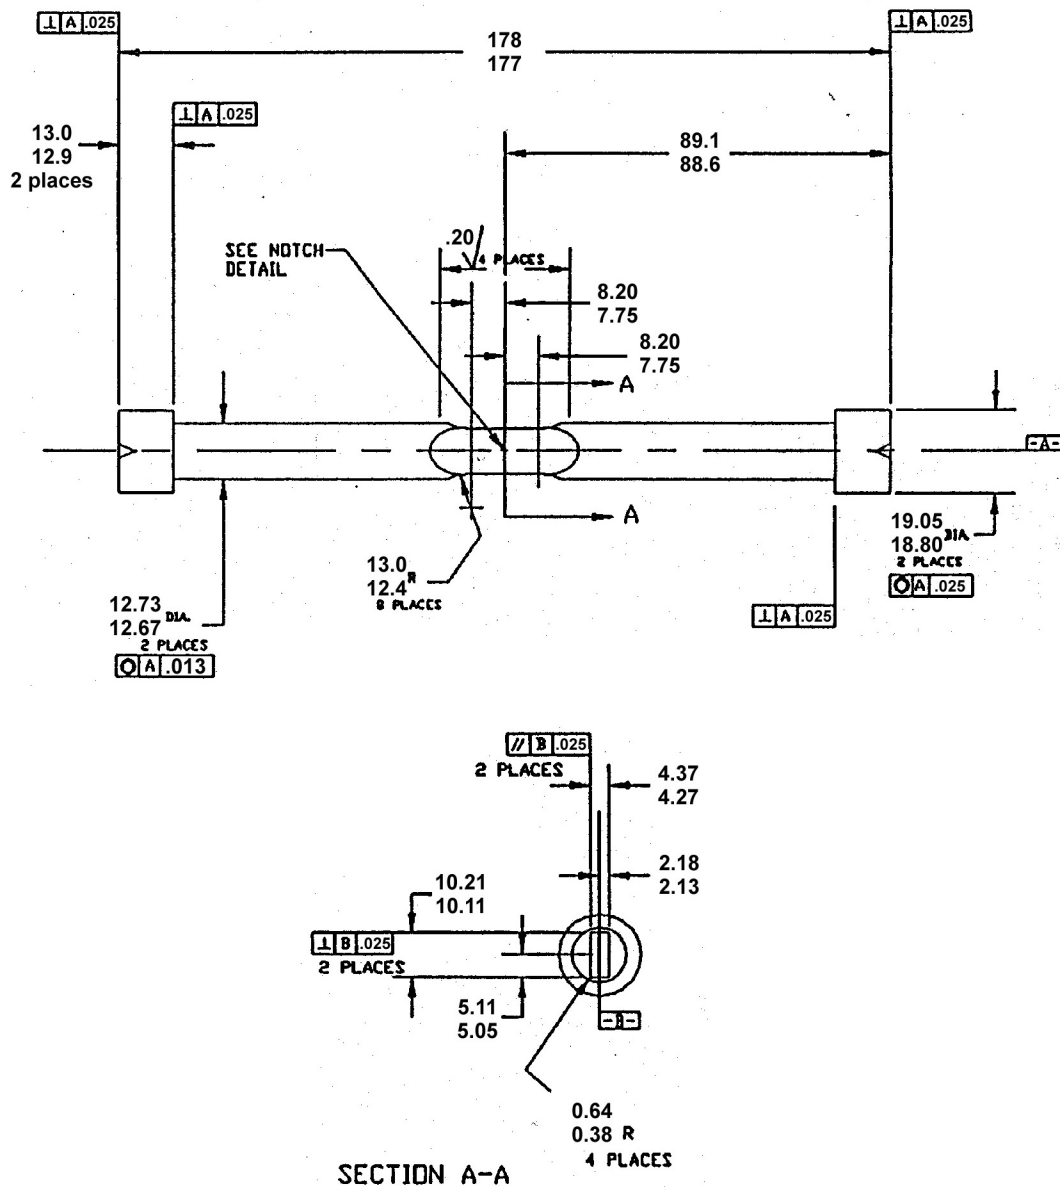 ⊥ A .025
⊥ A .025
178
177
⊥ A .025
13.0
12.9
2 places
89.1
88.6
.20
4 PLACES
SEE NOTCH
DETAIL
8.20
7.75
8.20
7.75
A
-A-
A
19.05
18.80 DIA.
2 PLACES
A .025
13.0
12.4 R
8 PLACES
12.73
12.67 DIA.
2 PLACES
A .013
⊥ A .025
// B .025
2 PLACES
4.37
4.27
2.18
2.13
10.21
10.11
⊥ B .025
2 PLACES
5.11
5.05
-B-
0.64
0.38 R
4 PLACES
SECTION A-A